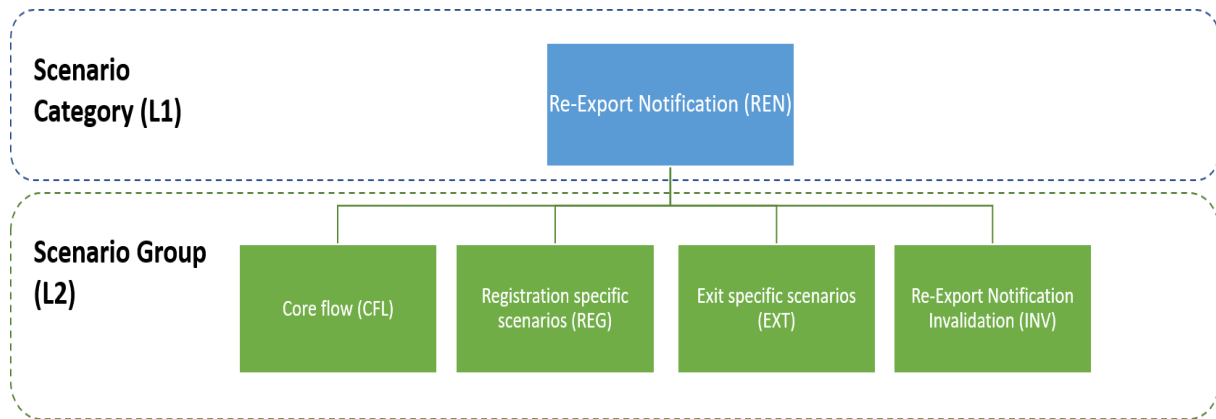 Scenario
Category (L1)
Re-Export Notification (REN)
Scenario Group
(L2)
Core flow (CFL)
Registration specific
scenarios (REG)
Exit specific scenarios
(EXT)
Re-Export Notification
Invalidation (INV)